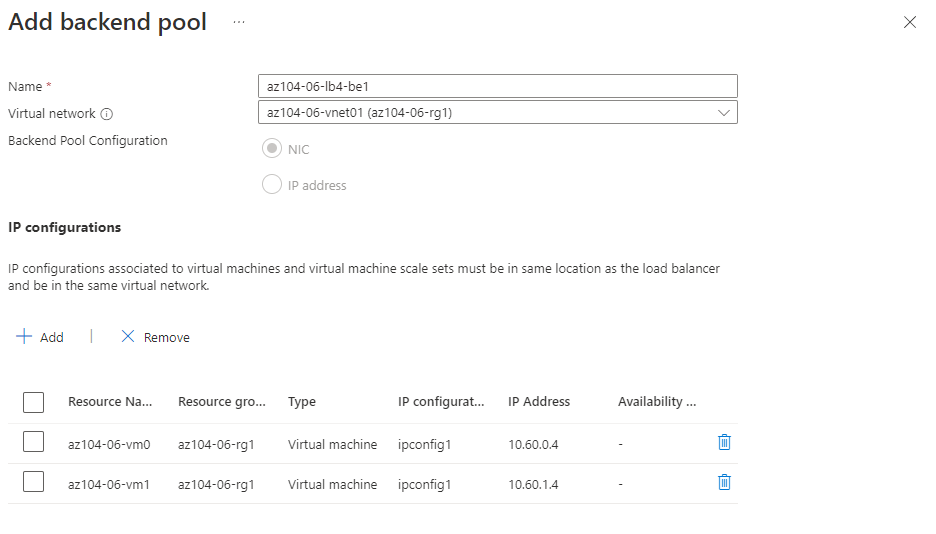 Add backend pool ...
Name *
az104-06-lb4-be1
Virtual network
az104-06-vnet01 (az104-06-rg1)
Backend Pool Configuration
NIC
IP address
IP configurations
IP configurations associated to virtual machines and virtual machine scale sets must be in same location as the load balancer
and be in the same virtual network.
Add | Remove
Resource Na... Resource gro... Type IP configurat... IP Address Availability ...
az104-06-vm0 az104-06-rg1 Virtual machine ipconfig1 10.60.0.4 -
az104-06-vm1 az104-06-rg1 Virtual machine ipconfig1 10.60.1.4 -